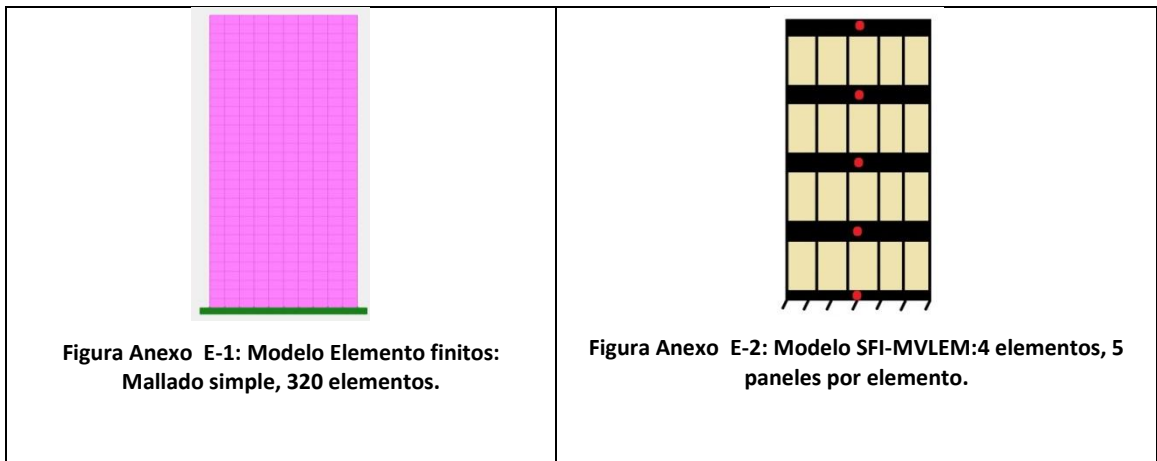 Figura Anexo E-1: Modelo Elemento finitos:
Mallado simple, 320 elementos.
Figura Anexo E-2: Modelo SFI-MVLEM:4 elementos, 5
paneles por elemento.